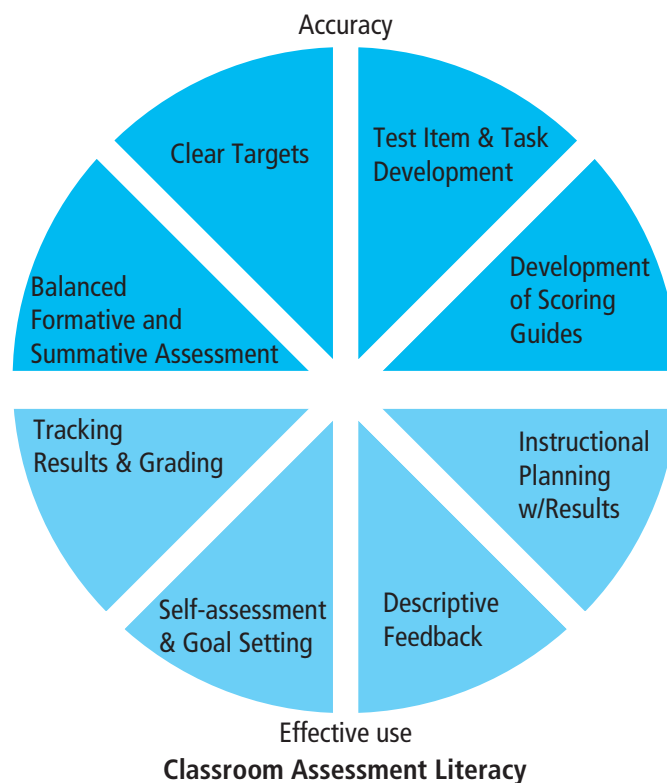 Accuracy
Clear Targets
Test Item & Task
Development
Balanced
Formative and
Summative Assessment
Development
of Scoring
Guides
Tracking
Results & Grading
Instructional
Planning
w/Results
Self-assessment
& Goal Setting
Descriptive
Feedback
Effective use
Classroom Assessment Literacy